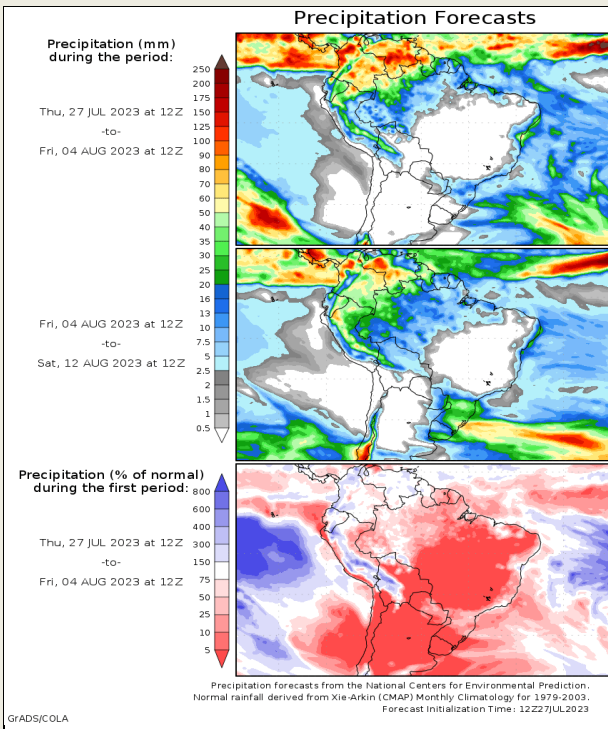 Precipitation Forecasts
Precipitation (mm)
during the period:
Thu, 27 JUL 2023 at 12Z
-to-
Fri, 04 AUG 2023 at 12Z
250
200
175
150
125
100
90
80
70
60
50
40
35
30
25
20
16
13
10
7.5
5
2.5
2
1.5
1
0.5
Fri, 04 AUG 2023 at 12Z
-to-
Sat, 12 AUG 2023 at 12Z
Precipitation (% of normal)
during the first period:
Thu, 27 JUL 2023 at 12Z
-to-
Fri, 04 AUG 2023 at 12Z
800
600
400
300
150
75
50
25
10
5
Precipitation forecasts from the National Centers for Environmental Prediction.
Normal rainfall derived from Xie-Arkin (CMAP) Monthly Climatology for 1979-2003.
Forecast Initialization Time: 12Z27JUL2023
GrADS/COLA